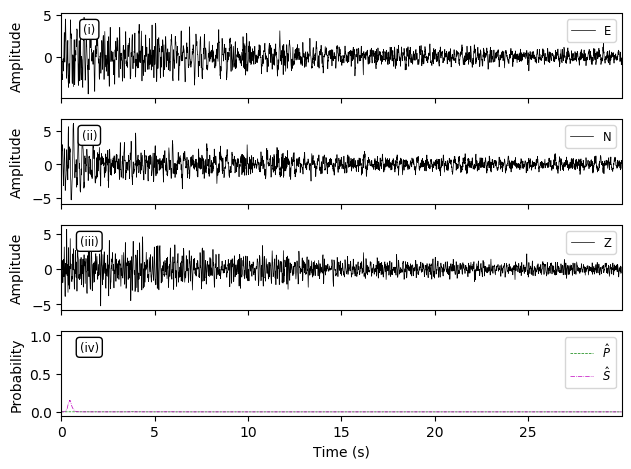 5
0
Amplitude
(i)
E
5
0
−5
Amplitude
(ii)
N
5
0
−5
Amplitude
(iii)
Z
1.0
0.5
0.0
Probability
(iv)
P̂
Ŝ
0 5 10 15 20 25
Time (s)